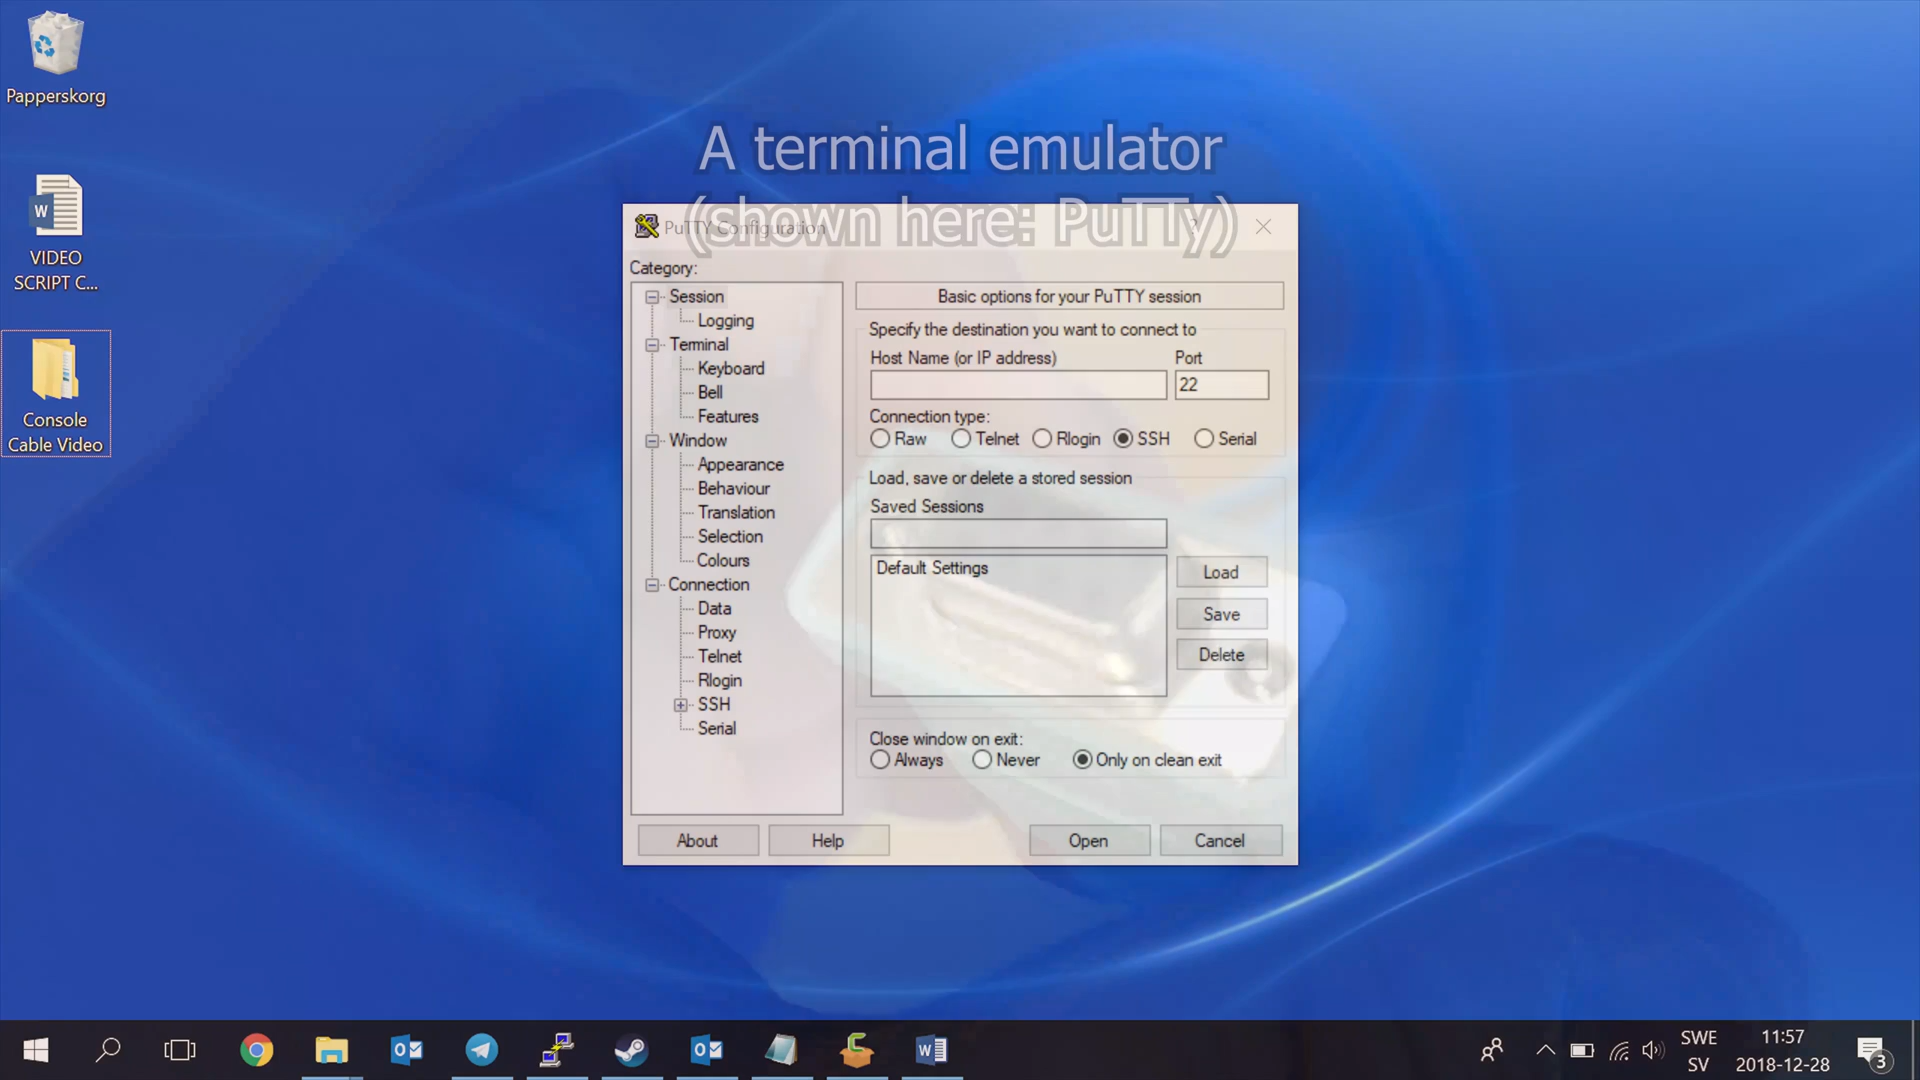 Papperskorg
VIDEO
SCRIPT C...
Console
Cable Video
A terminal emulator
(shown here: PuTTy)
PuTTY Configuration
?
Category:
Session
Logging
Terminal
Keyboard
Bell
Features
Window
Appearance
Behaviour
Translation
Selection
Colours
Connection
Data
Proxy
Telnet
Rlogin
SSH
Serial
Basic options for your PuTTY session
Specify the destination you want to connect to
Host Name (or IP address)
Port
22
Connection type:
Raw
Telnet
Rlogin
SSH
Serial
Load, save or delete a stored session
Saved Sessions
Default Settings
Load
Save
Delete
Close window on exit:
Always
Never
Only on clean exit
About
Help
Open
Cancel
SWE
SV
11:57
2018-12-28
3